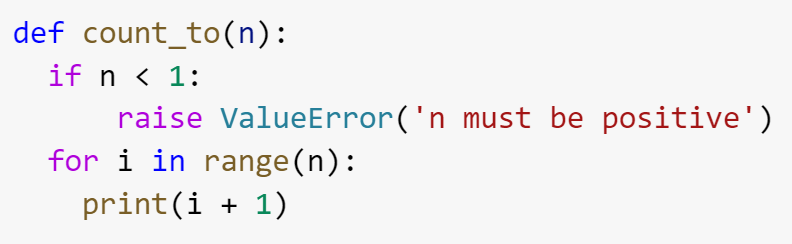 def count_to(n):
  if n < 1:
      raise ValueError('n must be positive')
  for i in range(n):
    print(i + 1)